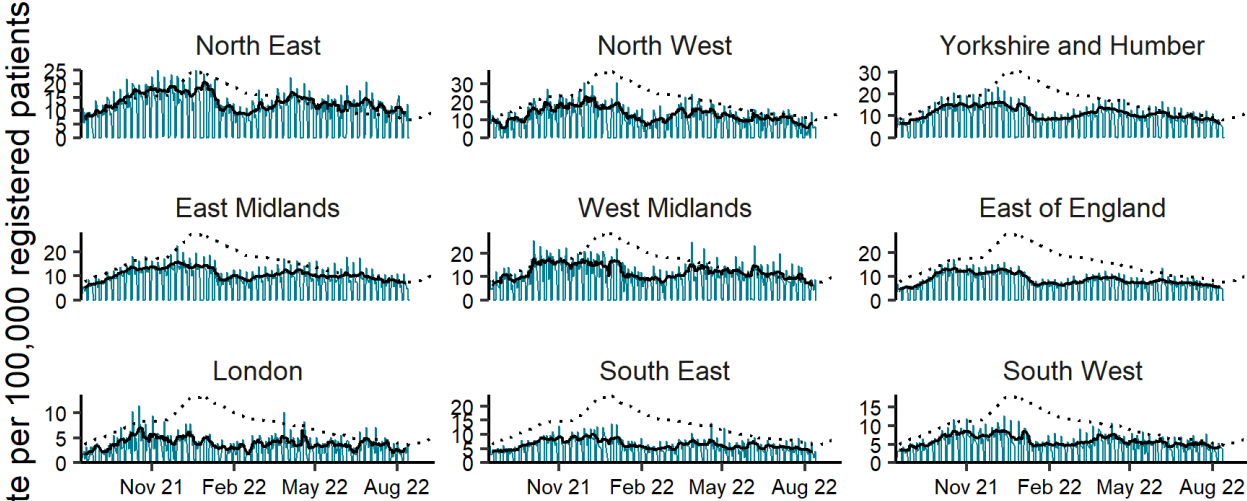 te per 100,000 registered patients
North East
North West
Yorkshire and Humber
25
20
15
10
5
0
30
20
10
0
30
20
10
0
East Midlands
West Midlands
East of England
20
10
0
20
10
0
20
10
0
London
South East
South West
10
5
0
20
15
10
5
0
15
10
5
0
Nov 21 Feb 22 May 22 Aug 22
Nov 21 Feb 22 May 22 Aug 22
Nov 21 Feb 22 May 22 Aug 22